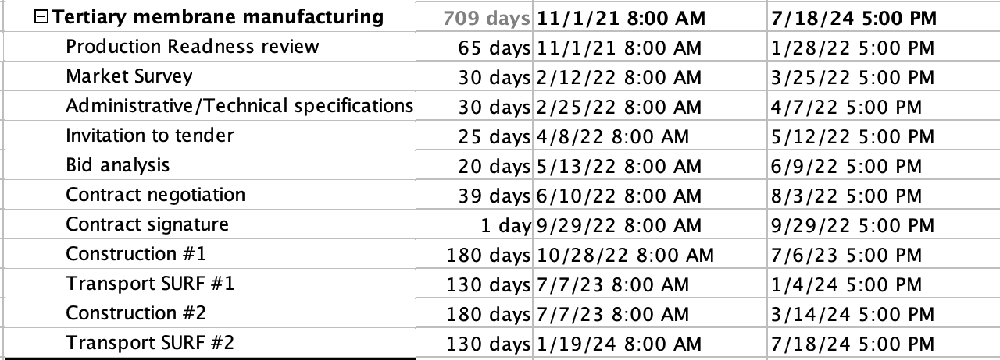 Tertiary membrane manufacturing 709 days 11/1/21 8:00 AM 7/18/24 5:00 PM
Production Readness review 65 days 11/1/21 8:00 AM 1/28/22 5:00 PM
Market Survey 30 days 2/12/22 8:00 AM 3/25/22 5:00 PM
Administrative/Technical specifications 30 days 2/25/22 8:00 AM 4/7/22 5:00 PM
Invitation to tender 25 days 4/8/22 8:00 AM 5/12/22 5:00 PM
Bid analysis 20 days 5/13/22 8:00 AM 6/9/22 5:00 PM
Contract negotiation 39 days 6/10/22 8:00 AM 8/3/22 5:00 PM
Contract signature 1 day 9/29/22 8:00 AM 9/29/22 5:00 PM
Construction #1 180 days 10/28/22 8:00 AM 7/6/23 5:00 PM
Transport SURF #1 130 days 7/7/23 8:00 AM 1/4/24 5:00 PM
Construction #2 180 days 7/7/23 8:00 AM 3/14/24 5:00 PM
Transport SURF #2 130 days 1/19/24 8:00 AM 7/18/24 5:00 PM